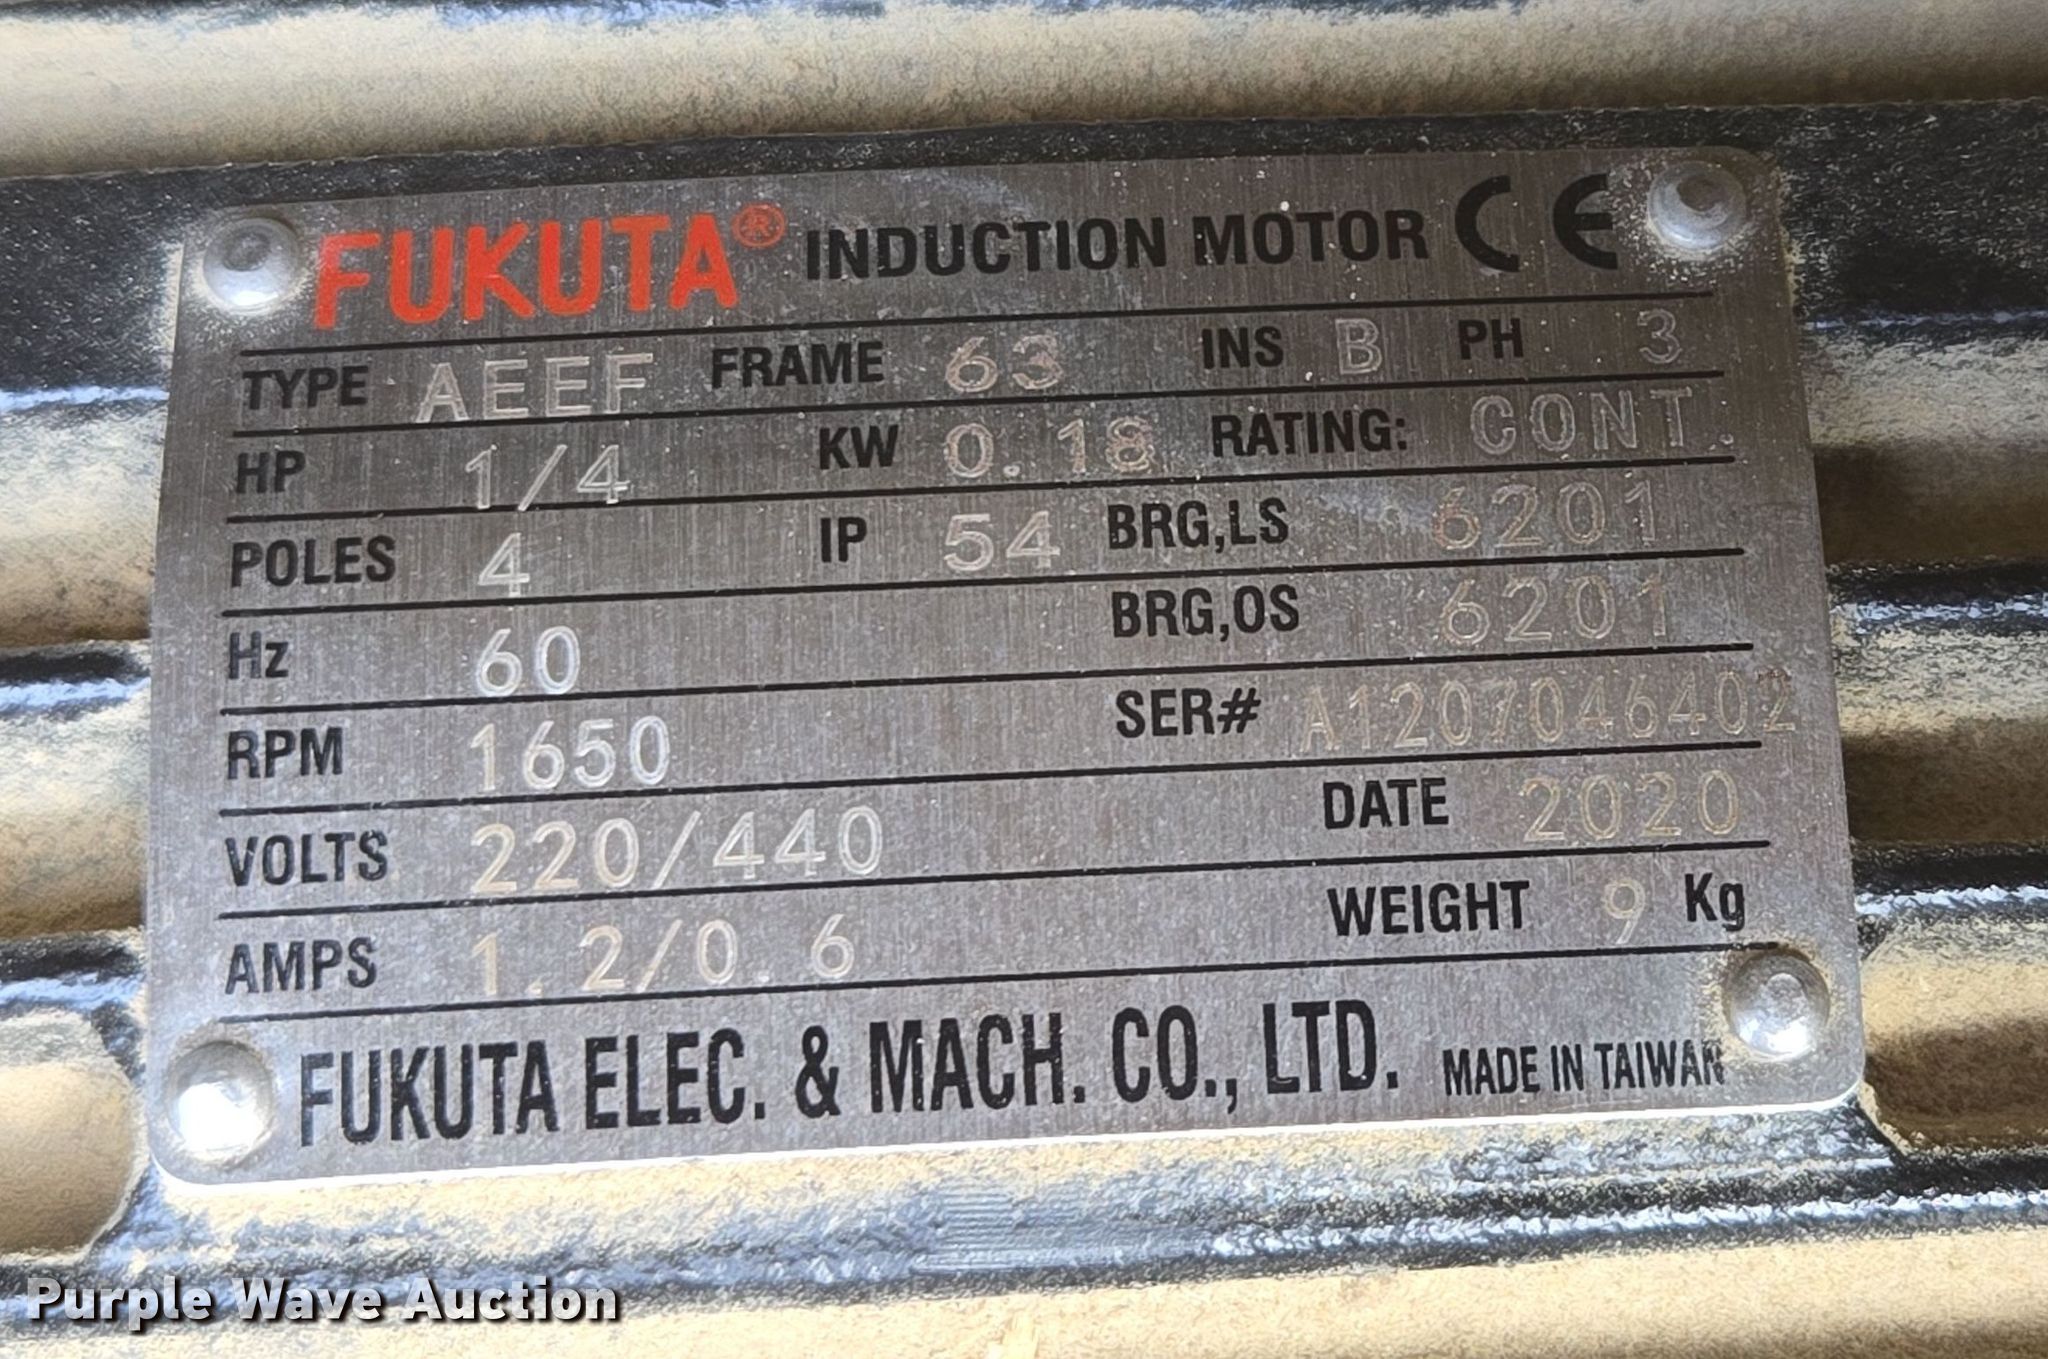 FUKUTA® INDUCTION MOTOR CE
TYPE AEEF FRAME 63 INS B PH 3
HP 1/4 KW 0.18 RATING: CONT.
POLES 4 IP 54 BRG,LS 6201
Hz 60 BRG,OS 6201
RPM 1650 SER# A1207046402
VOLTS 220/440 DATE 2020
AMPS 1.2/0.6 WEIGHT 9 Kg
FUKUTA ELEC. & MACH. CO., LTD. MADE IN TAIWAN
Purple Wave Auction